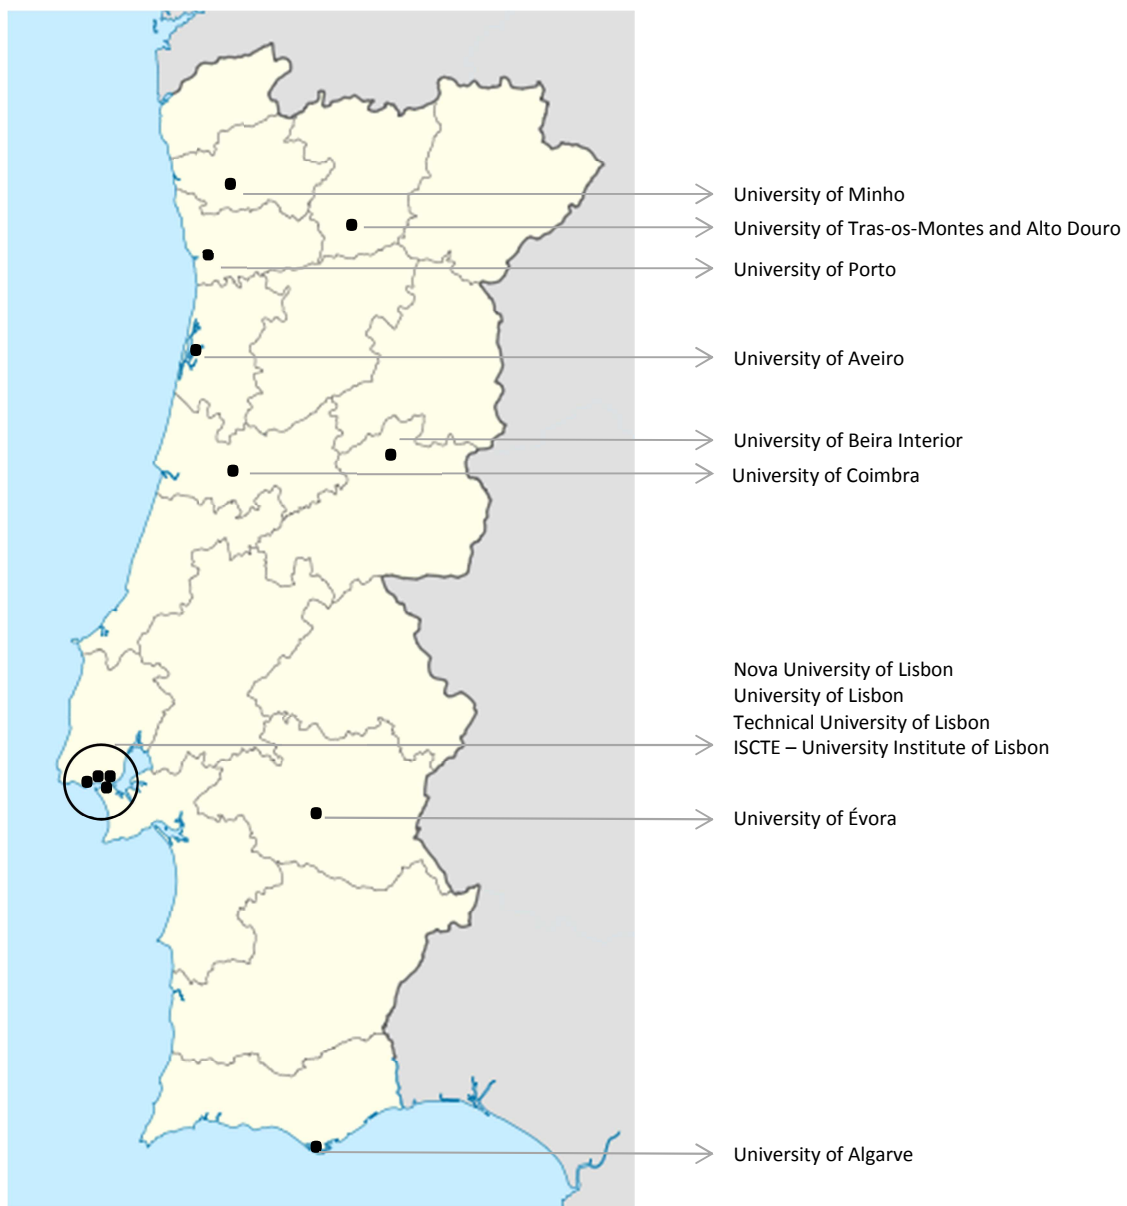 University of Minho
University of Tras-os-Montes and Alto Douro
University of Porto
University of Aveiro
University of Beira Interior
University of Coimbra
Nova University of Lisbon
University of Lisbon
Technical University of Lisbon
ISCTE – University Institute of Lisbon
University of Évora
University of Algarve